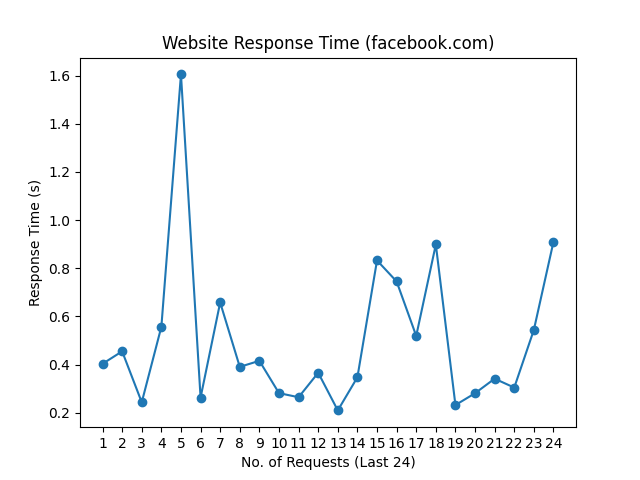 Website Response Time (facebook.com)
1.6
1.4
1.2
1.0
0.8
0.6
0.4
0.2
Response Time (s)
1 2 3 4 5 6 7 8 9 10 11 12 13 14 15 16 17 18 19 20 21 22 23 24
No. of Requests (Last 24)